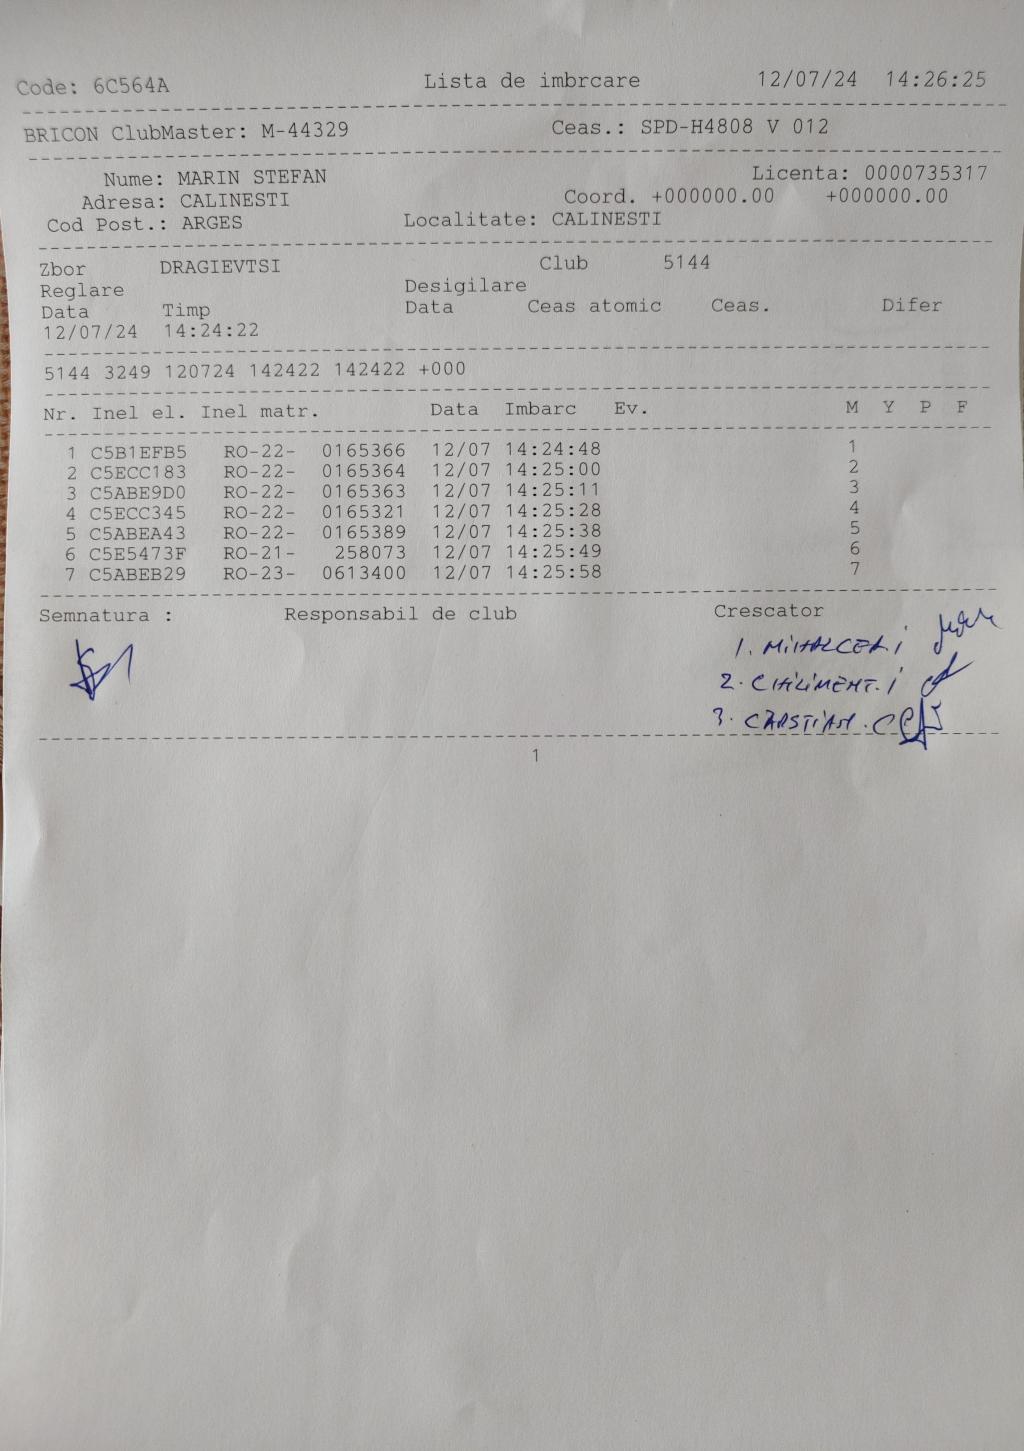 Code: 6C564A Lista de imbrcare 12/07/24 14:26:25
BRICON ClubMaster: M-44329 Ceas.: SPD-H4808 V 012
Nume: MARIN STEFAN Licenta: 0000735317
Adresa: CALINESTI Coord. +000000.00 +000000.00
Cod Post.: ARGES Localitate: CALINESTI
Zbor DRAGIEVTSI Club 5144
Reglare Desigilare
Data Timp Data Ceas atomic Ceas. Difer
12/07/24 14:24:22
5144 3249 120724 142422 142422 +000
Nr. Inel el. Inel matr. Data Imbarc Ev. M Y P F
1 C5B1EFB5 RO-22- 0165366 12/07 14:24:48 1
2 C5ECC183 RO-22- 0165364 12/07 14:25:00 2
3 C5ABE9D0 RO-22- 0165363 12/07 14:25:11 3
4 C5ECC345 RO-22- 0165321 12/07 14:25:28 4
5 C5ABEA43 RO-22- 0165389 12/07 14:25:38 5
6 C5E5473F RO-21- 258073 12/07 14:25:49 6
7 C5ABEB29 RO-23- 0613400 12/07 14:25:58 7
Semnatura : Responsabil de club Crescator
1. MIHALCEA.i
2. CHILIMENT.i
3. CARSTIAN.C
1